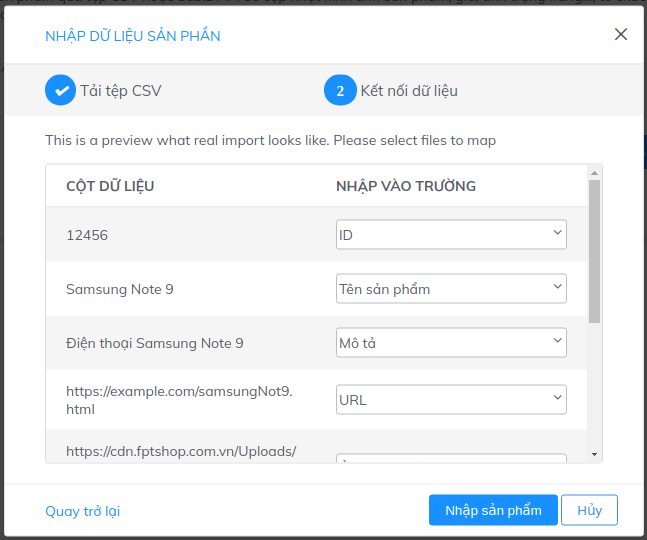 NHẬP DỮ LIỆU SẢN PHẨN
Tải tệp CSV
2 Kết nối dữ liệu
This is a preview what real import looks like. Please select files to map
CỘT DỮ LIỆU NHẬP VÀO TRƯỜNG
12456 ID
Samsung Note 9 Tên sản phẩm
Điện thoại Samsung Note 9 Mô tả
https://example.com/samsungNot9.
html
URL
https://cdn.fptshop.com.vn/Uploads/
Quay trở lại Nhập sản phẩm Hủy